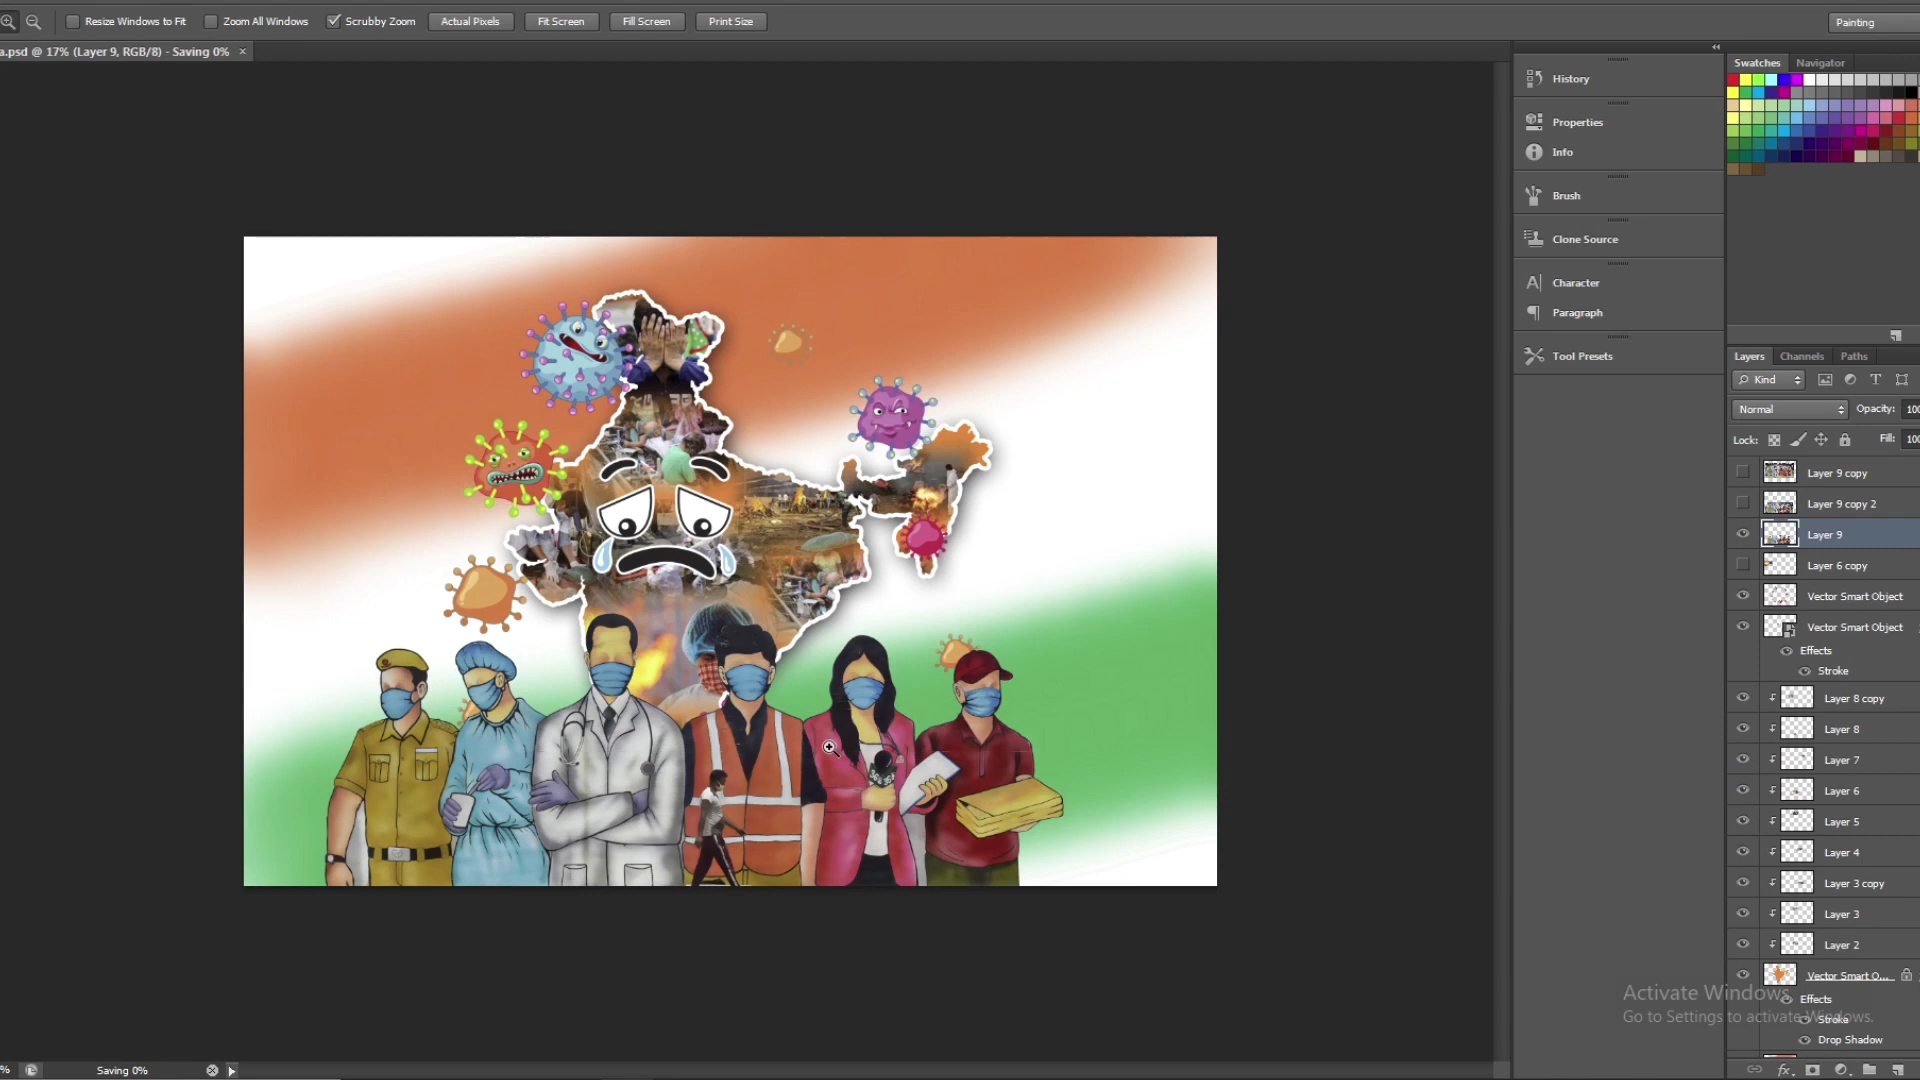 Resize Windows to Fit
Zoom All Windows
Scrubby Zoom
Actual Pixels
Fit Screen
Fill Screen
Print Size
Painting
a.psd @ 17% (Layer 9, RGB/8) - Saving 0% ×
History
Properties
Info
Brush
Clone Source
Character
Paragraph
Tool Presets
Swatches
Navigator
Layers
Channels
Paths
Kind
Normal
Opacity: 100
Lock:
Fill: 100
Layer 9 copy
Layer 9 copy 2
Layer 9
Layer 6 copy
Vector Smart Object
Vector Smart Object
Effects
Stroke
Layer 8 copy
Layer 8
Layer 7
Layer 6
Layer 5
Layer 4
Layer 3 copy
Layer 3
Layer 2
Vector Smart O...
Effects
Stroke
Drop Shadow
Activate Windows
Go to Settings to activate Windows.
%
Saving 0%
fx